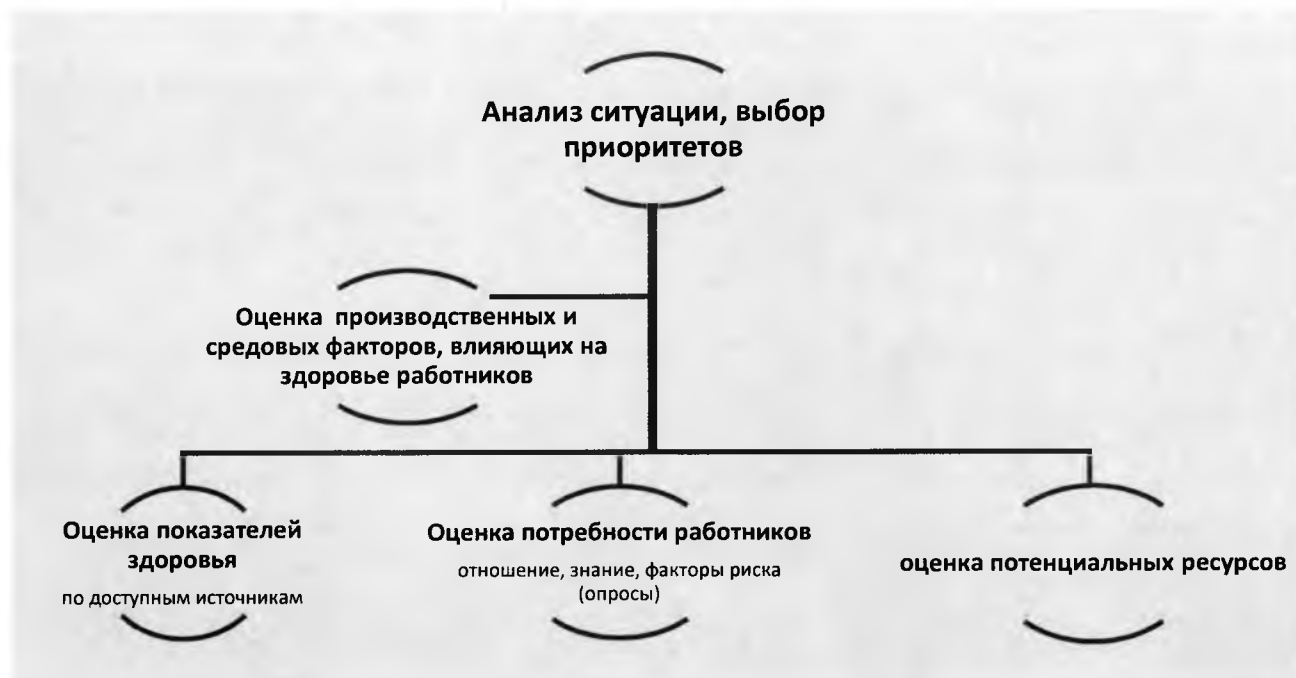 Анализ ситуации, выбор
приоритетов
Оценка производственных и
средовых факторов, влияющих на
здоровье работников
Оценка показателей
здоровья
по доступным источникам
Оценка потребности работников
отношение, знание, факторы риска
(опросы)
оценка потенциальных ресурсов